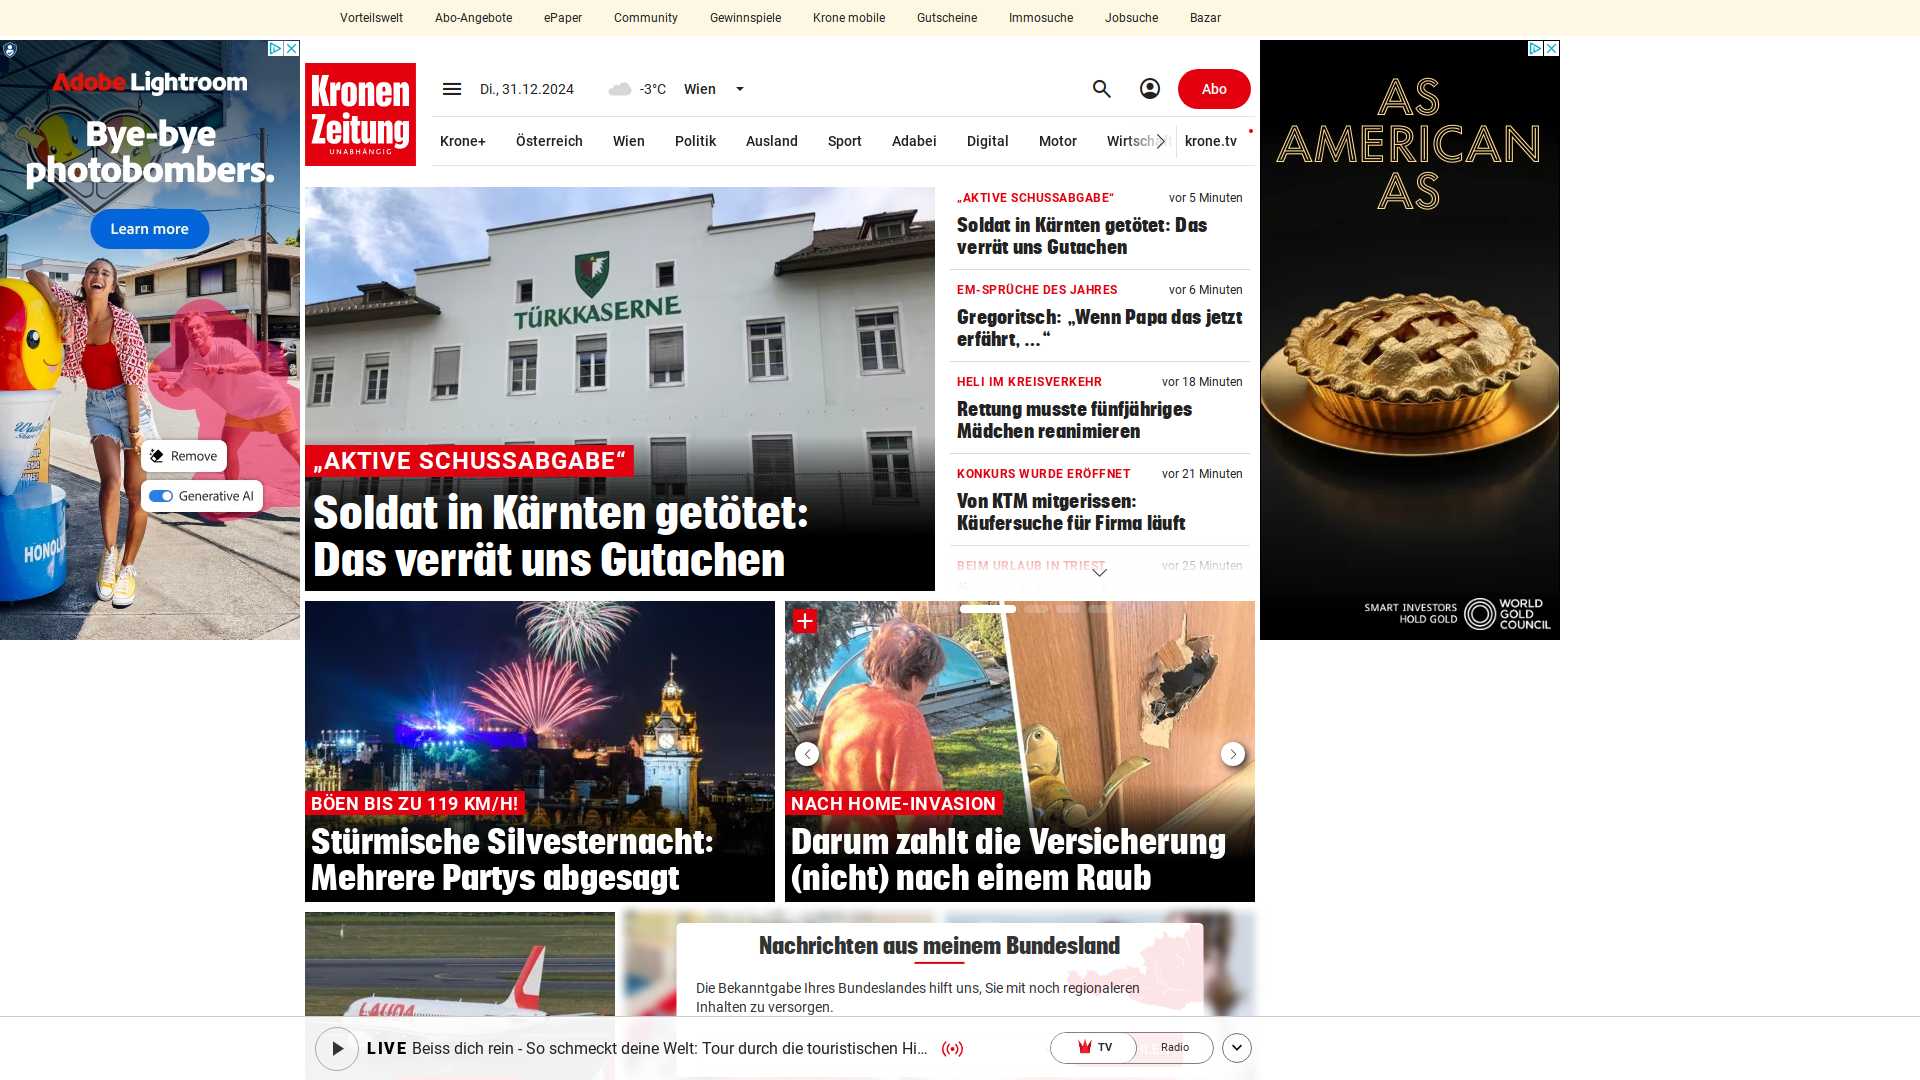 Vorteilswelt
Abo-Angebote
ePaper
Community
Gewinnspiele
Krone mobile
Gutscheine
Immosuche
Jobsuche
Bazar
Adobe Lightroom
Bye-bye
photobombers.
Learn more
Remove
Generative AI
HONOL
Kronen
Zeitung
UNABHÄNGIG
Di., 31.12.2024
-3°C
Wien
Abo
Krone+
Österreich
Wien
Politik
Ausland
Sport
Adabei
Digital
Motor
krone.tv
TÜRKKASERNE
„AKTIVE SCHUSSABGABE“
Soldat in Kärnten getötet:
Das verrät uns Gutachen
„AKTIVE SCHUSSABGABE“
vor 5 Minuten
Soldat in Kärnten getötet: Das
verrät uns Gutachen
EM-SPRÜCHE DES JAHRES
vor 6 Minuten
Gregoritsch: „Wenn Papa das jetzt
erfährt, ...“
HELI IM KREISVERKEHR
vor 18 Minuten
Rettung musste fünfjähriges
Mädchen reanimieren
KONKURS WURDE ERÖFFNET
vor 21 Minuten
Von KTM mitgerissen:
Käufersuche für Firma läuft
BEIM URLAUB IN TRIEST
vor 25 Minuten
AS
AMERICAN
AS
SMART INVESTORS
HOLD GOLD
WORLD
GOLD
COUNCIL
BÖEN BIS ZU 119 KM/H!
Stürmische Silvesternacht:
Mehrere Partys abgesagt
NACH HOME-INVASION
Darum zahlt die Versicherung
(nicht) nach einem Raub
LAUDA
Nachrichten aus meinem Bundesland
Die Bekanntgabe Ihres Bundeslandes hilft uns, Sie mit noch regionaleren
Inhalten zu versorgen.
LIVE Beiss dich rein - So schmeckt deine Welt: Tour durch die touristischen Hi...
TV
Radio